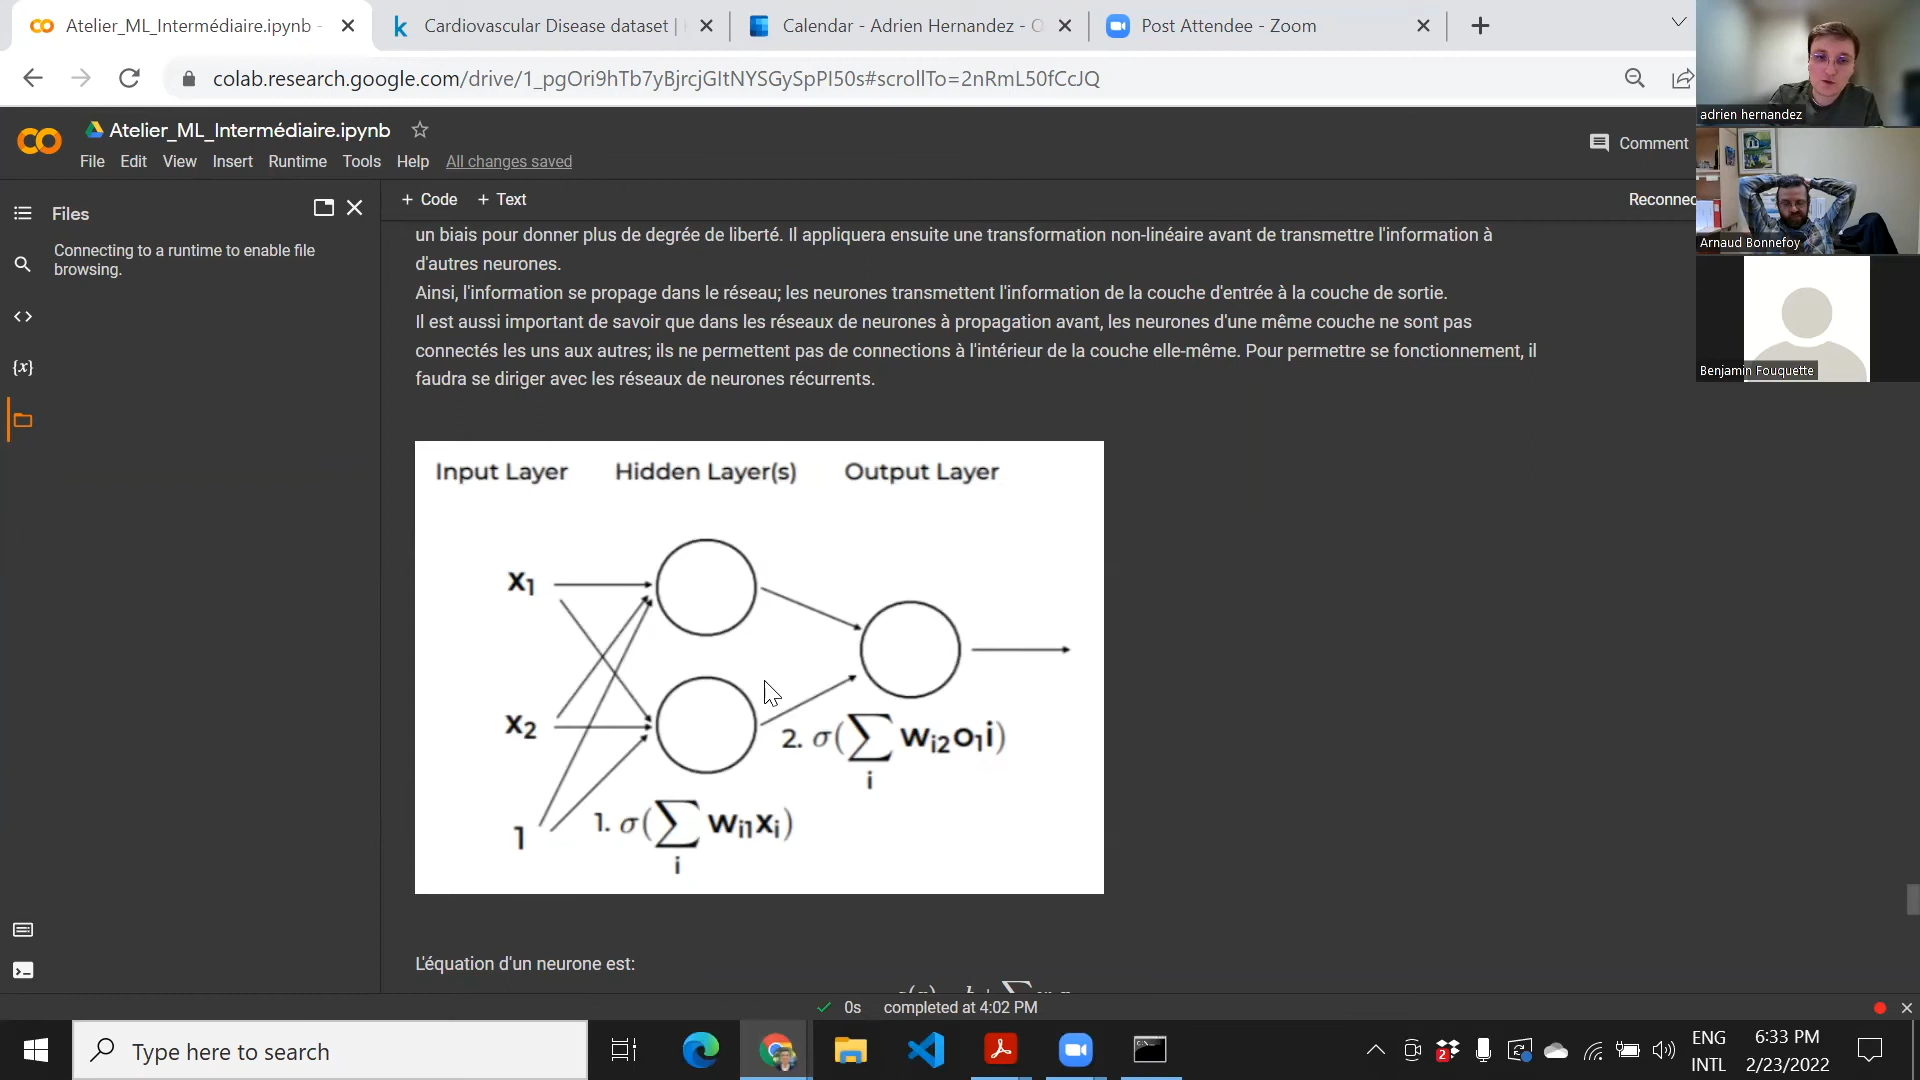 Atelier_ML_Intermédiaire.ipynb -
Cardiovascular Disease dataset |
Calendar - Adrien Hernandez - O
Post Attendee - Zoom
colab.research.google.com/drive/1_pgOri9hTb7yBjrcjGItNYSGySpPI50s#scrollTo=2nRmL50fCcJQ
Atelier_ML_Intermédiaire.ipynb
File Edit View Insert Runtime Tools Help All changes saved
Comment
adrien hernandez
Arnaud Bonnefoy
Benjamin Fouquette
Files
Connecting to a runtime to enable file
browsing.
+ Code + Text
Reconnec
un biais pour donner plus de degrée de liberté. Il appliquera ensuite une transformation non-linéaire avant de transmettre l'information à
d'autres neurones.
Ainsi, l'information se propage dans le réseau; les neurones transmettent l'information de la couche d'entrée à la couche de sortie.
Il est aussi important de savoir que dans les réseaux de neurones à propagation avant, les neurones d'une même couche ne sont pas
connectés les uns aux autres; ils ne permettent pas de connections à l'intérieur de la couche elle-même. Pour permettre se fonctionnement, il
faudra se diriger avec les réseaux de neurones récurrents.
Input Layer Hidden Layer(s) Output Layer
x1
x2
1
2. σ(∑ wi2o1i)
i
1. σ(∑ wi1xi)
i
L'équation d'un neurone est:
0s completed at 4:02 PM
Type here to search
ENG
INTL
6:33 PM
2/23/2022